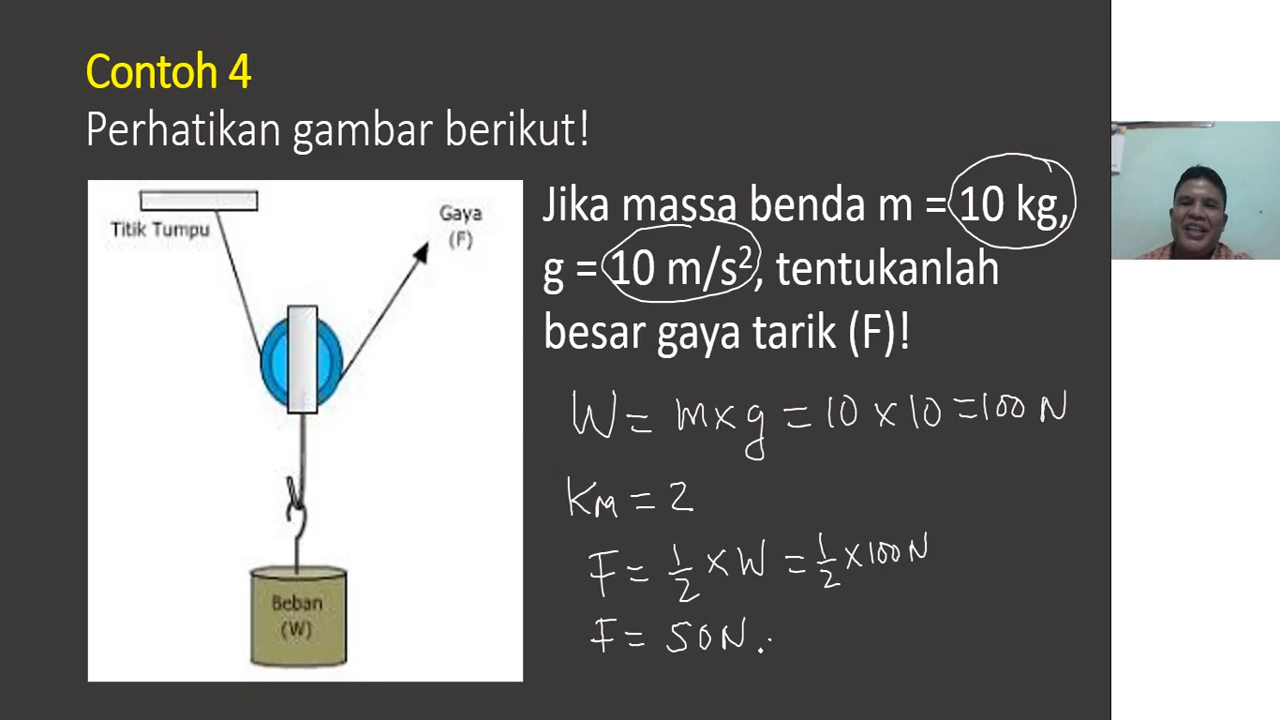 Contoh 4
Perhatikan gambar berikut!
Titik Tumpu
Gaya
(F)
Beban
(W)
Jika massa benda m = 10 kg,
g = 10 m/s², tentukanlah
besar gaya tarik (F)!
W = m x g = 10 x 10 = 100 N
KM = 2
F = 1/2 x W = 1/2 x 100 N
F = 50 N.